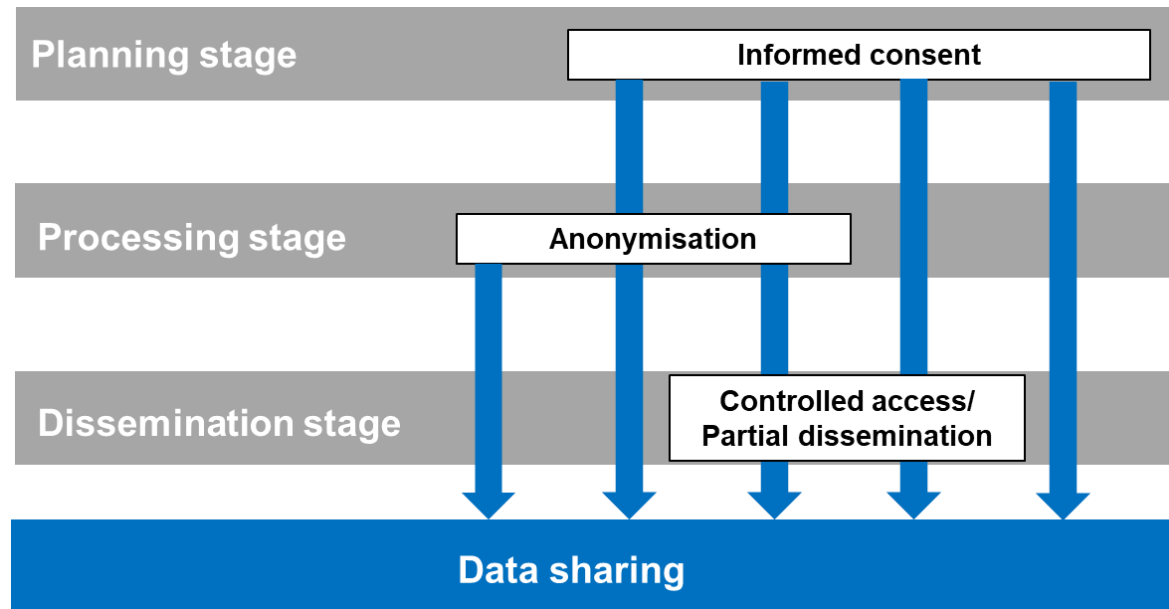 Planning stage
Informed consent
Processing stage
Anonymisation
Dissemination stage
Controlled access/
Partial dissemination
Data sharing